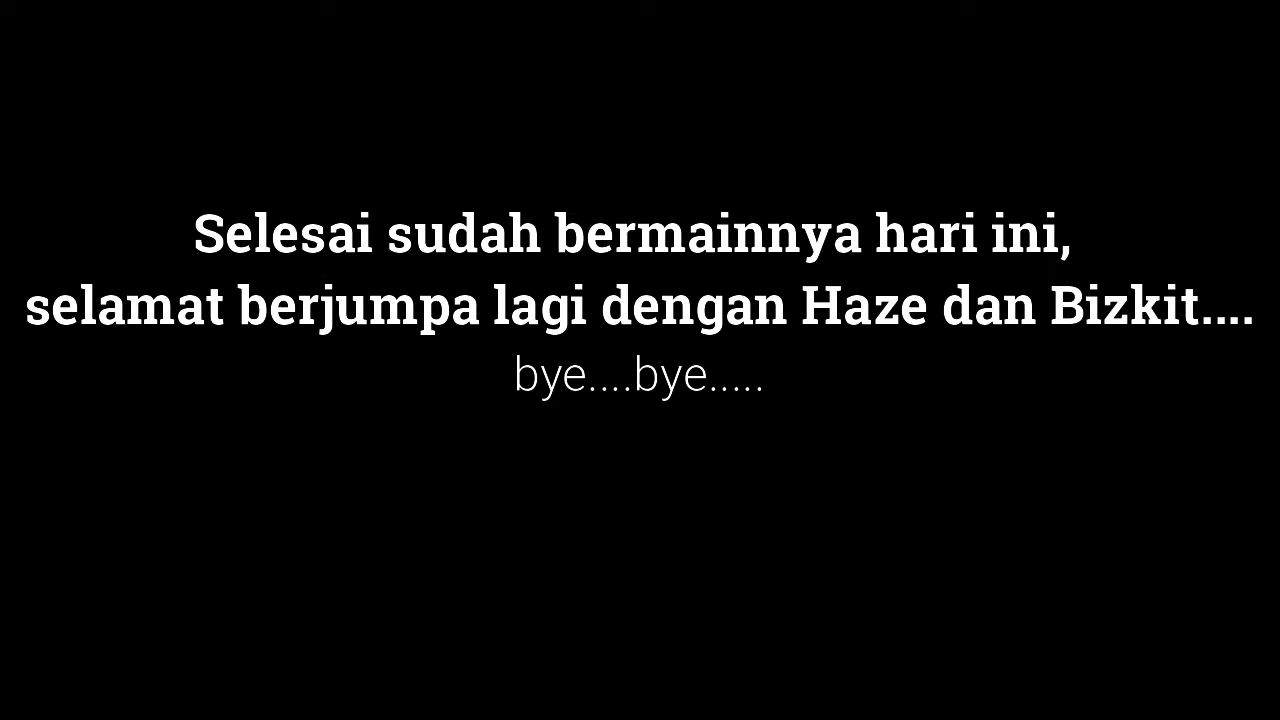 Selesai sudah bermainnya hari ini,
selamat berjumpa lagi dengan Haze dan Bizkit....
bye....bye.....